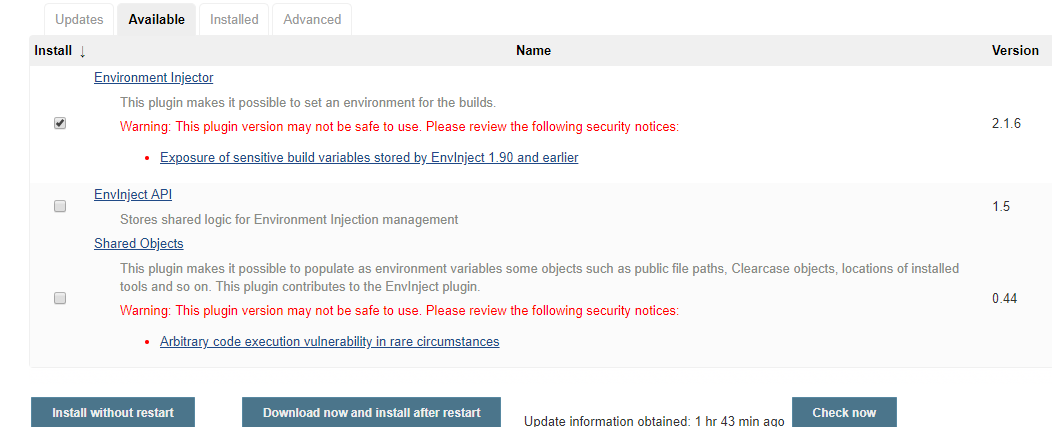 Updates Available Installed Advanced
Install ↓ Name Version
Environment Injector
This plugin makes it possible to set an environment for the builds.
Warning: This plugin version may not be safe to use. Please review the following security notices:
2.1.6
• Exposure of sensitive build variables stored by EnvInject 1.90 and earlier
EnvInject API
Stores shared logic for Environment Injection management
1.5
Shared Objects
This plugin makes it possible to populate as environment variables some objects such as public file paths, Clearcase objects, locations of installed
tools and so on. This plugin contributes to the EnvInject plugin.
0.44
Warning: This plugin version may not be safe to use. Please review the following security notices:
• Arbitrary code execution vulnerability in rare circumstances
Install without restart Download now and install after restart Update information obtained: 1 hr 43 min ago Check now